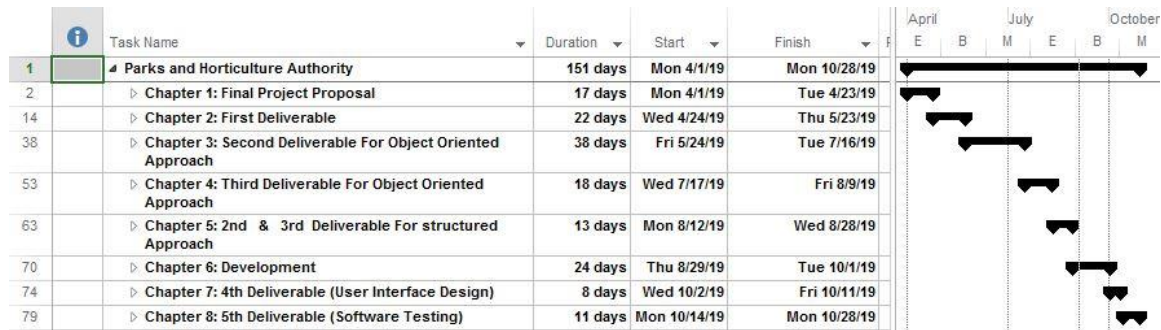 April July October
Task Name Duration Start Finish E B M E B M
1 Parks and Horticulture Authority 151 days Mon 4/1/19 Mon 10/28/19
2 Chapter 1: Final Project Proposal 17 days Mon 4/1/19 Tue 4/23/19
14 Chapter 2: First Deliverable 22 days Wed 4/24/19 Thu 5/23/19
38 Chapter 3: Second Deliverable For Object Oriented 38 days Fri 5/24/19 Tue 7/16/19
Approach
53 Chapter 4: Third Deliverable For Object Oriented 18 days Wed 7/17/19 Fri 8/9/19
Approach
63 Chapter 5: 2nd & 3rd Deliverable For structured 13 days Mon 8/12/19 Wed 8/28/19
Approach
70 Chapter 6: Development 24 days Thu 8/29/19 Tue 10/1/19
74 Chapter 7: 4th Deliverable (User Interface Design) 8 days Wed 10/2/19 Fri 10/11/19
79 Chapter 8: 5th Deliverable (Software Testing) 11 days Mon 10/14/19 Mon 10/28/19